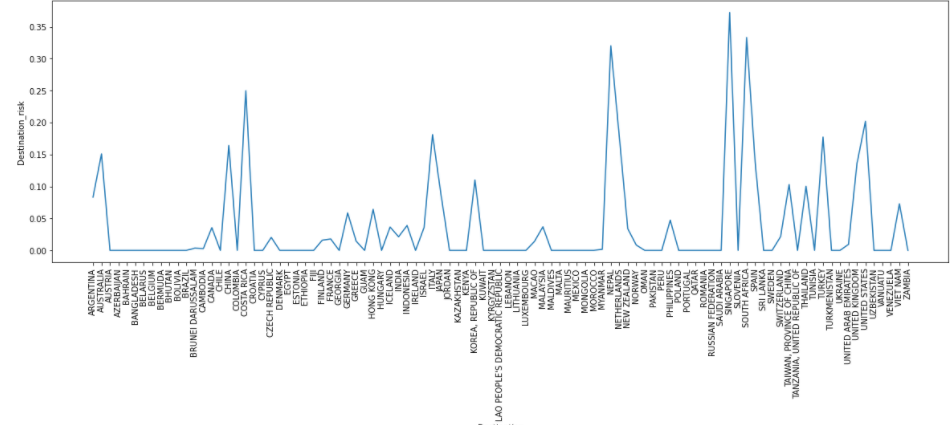 Destination_risk
0.35
0.30
0.25
0.20
0.15
0.10
0.05
0.00
ARGENTINA
AUSTRALIA
AUSTRIA
AZERBAIJAN
BAHRAIN
BANGLADESH
BELARUS
BELGIUM
BERMUDA
BHUTAN
BOLIVIA
BRAZIL
BRUNEI DARUSSALAM
CAMBODIA
CANADA
CHILE
CHINA
COLOMBIA
COSTA RICA
CROATIA
CYPRUS
CZECH REPUBLIC
DENMARK
EGYPT
ESTONIA
ETHIOPIA
FIJI
FINLAND
FRANCE
GEORGIA
GERMANY
GREECE
GUAM
HONG KONG
HUNGARY
ICELAND
INDIA
INDONESIA
IRELAND
ISRAEL
ITALY
JAPAN
JORDAN
KAZAKHSTAN
KENYA
KOREA, REPUBLIC OF
KUWAIT
KYRGYZSTAN
LAO PEOPLE'S DEMOCRATIC REPUBLIC
LEBANON
LITHUANIA
LUXEMBOURG
MACAO
MALAYSIA
MALDIVES
MALTA
MAURITIUS
MEXICO
MONGOLIA
MOROCCO
MYANMAR
NEPAL
NETHERLANDS
NEW ZEALAND
NORWAY
OMAN
PAKISTAN
PERU
PHILIPPINES
POLAND
PORTUGAL
QATAR
ROMANIA
RUSSIAN FEDERATION
SAUDI ARABIA
SINGAPORE
SLOVENIA
SOUTH AFRICA
SPAIN
SRI LANKA
SWEDEN
SWITZERLAND
TAIWAN, PROVINCE OF CHINA
TANZANIA, UNITED REPUBLIC OF
THAILAND
TUNISIA
TURKEY
TURKMENISTAN
UKRAINE
UNITED ARAB EMIRATES
UNITED KINGDOM
UNITED STATES
UZBEKISTAN
VANUATU
VENEZUELA
VIET NAM
ZAMBIA